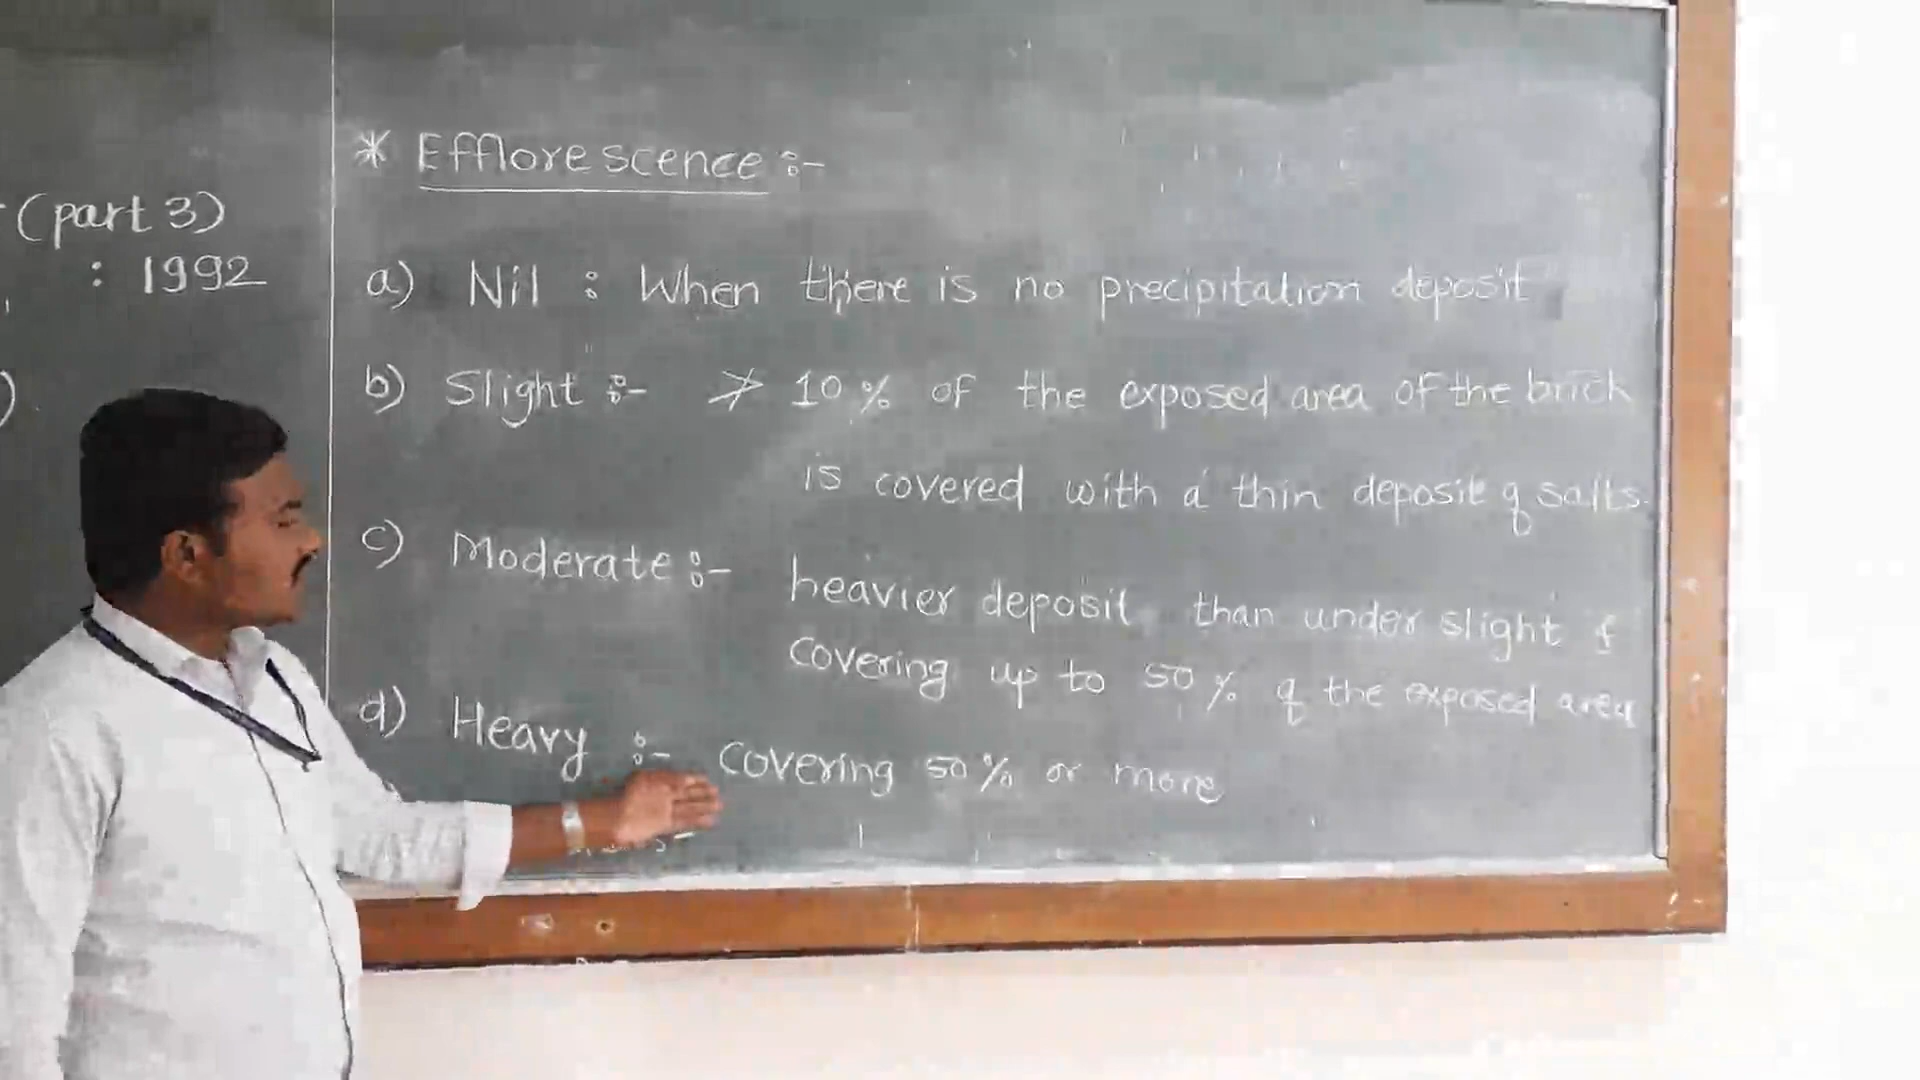 (part 3)
: 1992
)
* Efflorescence :-
a) Nil : When there is no precipitation deposit
b) Slight :- ≯ 10% of the exposed area of the brick
is covered with a thin deposit of salts.
c) Moderate :- heavier deposit than under slight &
covering up to 50% of the exposed area
d) Heavy :- Covering 50% or more